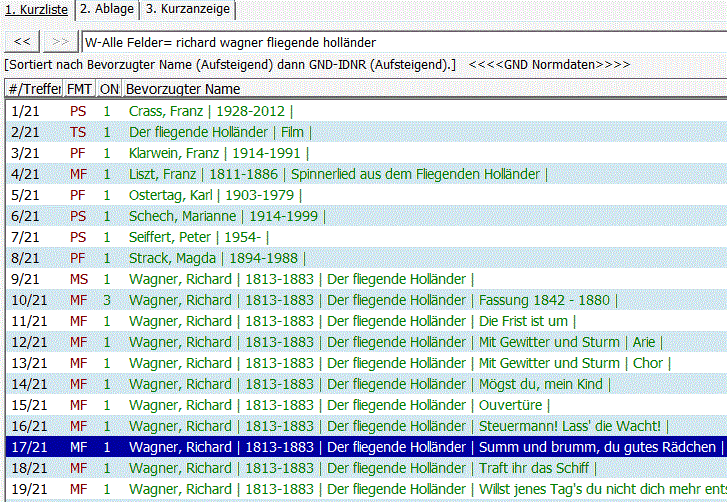 1. Kurzliste 2. Ablage 3. Kurzanzeige
<< >> W-Alle Felder= richard wagner fliegende holländer
[Sortiert nach Bevorzugter Name (Aufsteigend) dann GND-IDNR (Aufsteigend).] <<<<GND Normdaten>>>>
#/Treffer FMT ON Bevorzugter Name
1/21 PS 1 Crass, Franz | 1928-2012 |
2/21 TS 1 Der fliegende Holländer | Film |
3/21 PF 1 Klarwein, Franz | 1914-1991 |
4/21 MF 1 Liszt, Franz | 1811-1886 | Spinnerlied aus dem Fliegenden Holländer |
5/21 PF 1 Ostertag, Karl | 1903-1979 |
6/21 PS 1 Schech, Marianne | 1914-1999 |
7/21 PS 1 Seiffert, Peter | 1954- |
8/21 PF 1 Strack, Magda | 1894-1988 |
9/21 MS 1 Wagner, Richard | 1813-1883 | Der fliegende Holländer |
10/21 MF 3 Wagner, Richard | 1813-1883 | Der fliegende Holländer | Fassung 1842 - 1880 |
11/21 MF 1 Wagner, Richard | 1813-1883 | Der fliegende Holländer | Die Frist ist um |
12/21 MF 1 Wagner, Richard | 1813-1883 | Der fliegende Holländer | Mit Gewitter und Sturm | Arie |
13/21 MF 1 Wagner, Richard | 1813-1883 | Der fliegende Holländer | Mit Gewitter und Sturm | Chor |
14/21 MF 1 Wagner, Richard | 1813-1883 | Der fliegende Holländer | Mögst du, mein Kind |
15/21 MF 1 Wagner, Richard | 1813-1883 | Der fliegende Holländer | Ouvertüre |
16/21 MF 1 Wagner, Richard | 1813-1883 | Der fliegende Holländer | Steuermann! Lass' die Wacht! |
17/21 MF 1 Wagner, Richard | 1813-1883 | Der fliegende Holländer | Summ und brumm, du gutes Rädchen |
18/21 MF 1 Wagner, Richard | 1813-1883 | Der fliegende Holländer | Traft ihr das Schiff |
19/21 MF 1 Wagner, Richard | 1813-1883 | Der fliegende Holländer | Willst jenes Tag's du nicht dich mehr ent